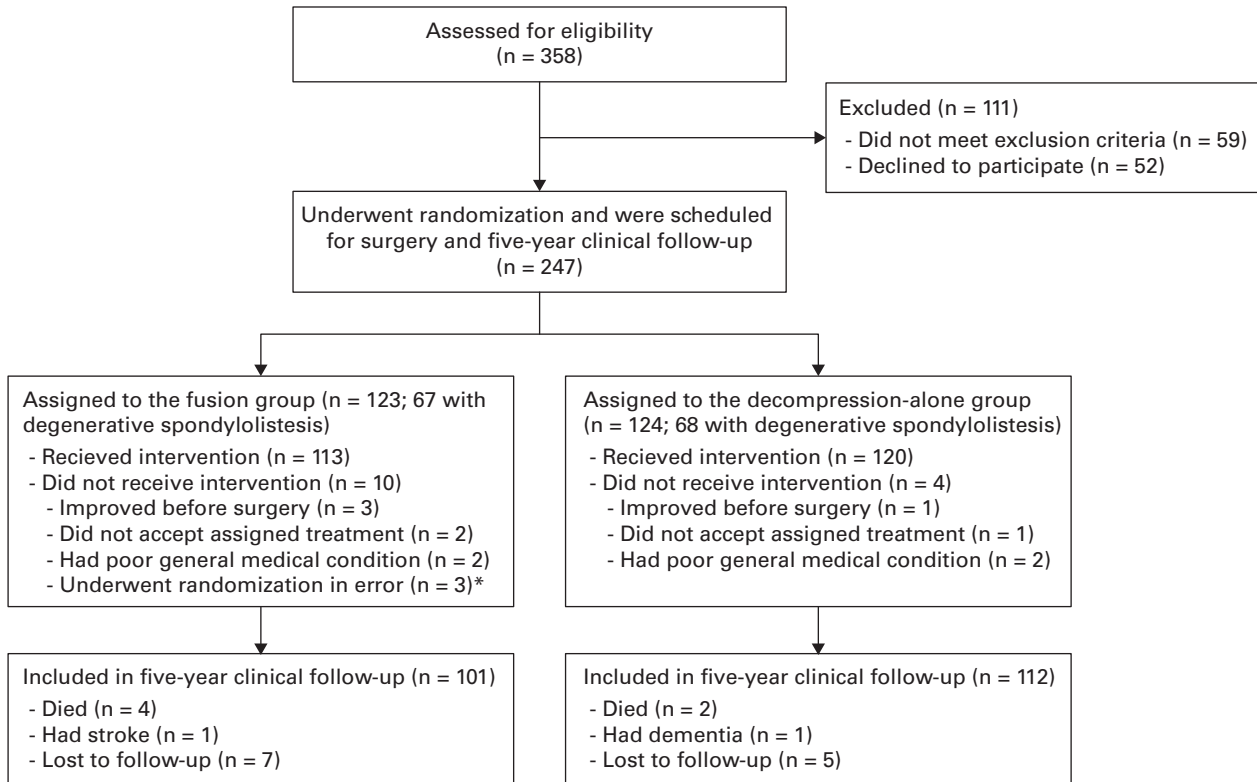 Assessed for eligibility
(n = 358)
Excluded (n = 111)
- Did not meet exclusion criteria (n = 59)
- Declined to participate (n = 52)
Underwent randomization and were scheduled
for surgery and five-year clinical follow-up
(n = 247)
Assigned to the fusion group (n = 123; 67 with
degenerative spondylolistesis)
- Recieved intervention (n = 113)
- Did not receive intervention (n = 10)
- Improved before surgery (n = 3)
- Did not accept assigned treatment (n = 2)
- Had poor general medical condition (n = 2)
- Underwent randomization in error (n = 3)*
Assigned to the decompression-alone group
(n = 124; 68 with degenerative spondylolistesis)
- Recieved intervention (n = 120)
- Did not receive intervention (n = 4)
- Improved before surgery (n = 1)
- Did not accept assigned treatment (n = 1)
- Had poor general medical condition (n = 2)
Included in five-year clinical follow-up (n = 101)
- Died (n = 4)
- Had stroke (n = 1)
- Lost to follow-up (n = 7)
Included in five-year clinical follow-up (n = 112)
- Died (n = 2)
- Had dementia (n = 1)
- Lost to follow-up (n = 5)